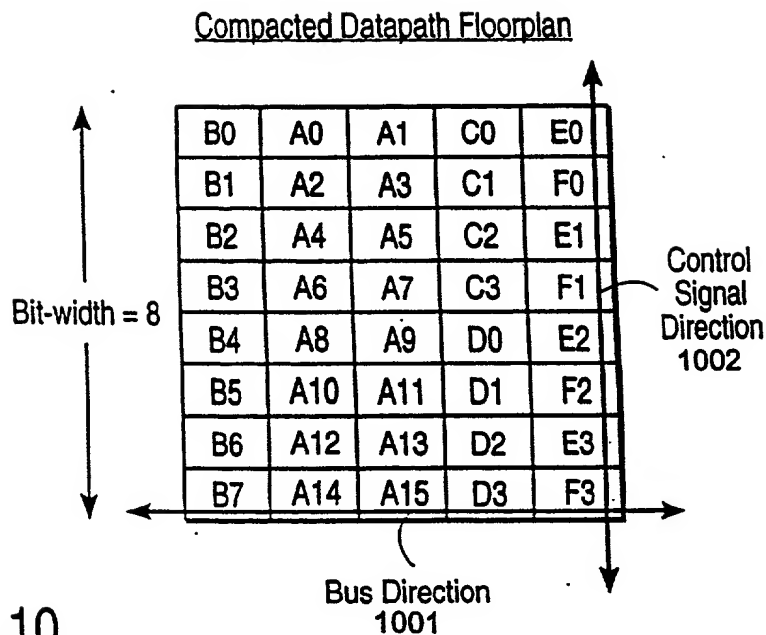 Compacted Datapath Floorplan
B0 A0 A1 C0 E0
B1 A2 A3 C1 F0
B2 A4 A5 C2 E1
B3 A6 A7 C3 F1
B4 A8 A9 D0 E2
B5 A10 A11 D1 F2
B6 A12 A13 D2 E3
B7 A14 A15 D3 F3
Bit-width = 8
Control
Signal
Direction
1002
Bus Direction
1001
10